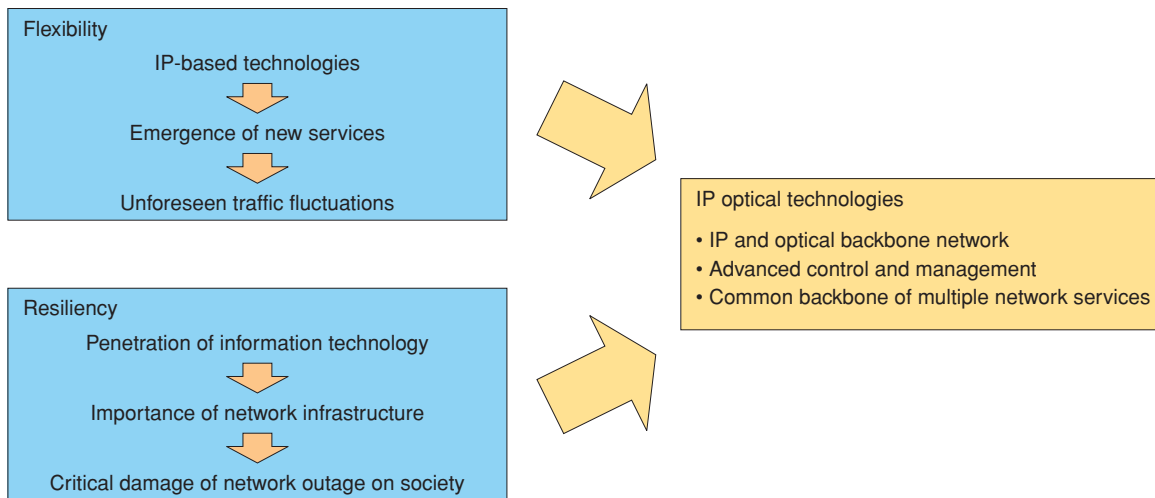 Flexibility
IP-based technologies
Emergence of new services
Unforeseen traffic fluctuations
Resiliency
Penetration of information technology
Importance of network infrastructure
Critical damage of network outage on society
IP optical technologies
• IP and optical backbone network
• Advanced control and management
• Common backbone of multiple network services